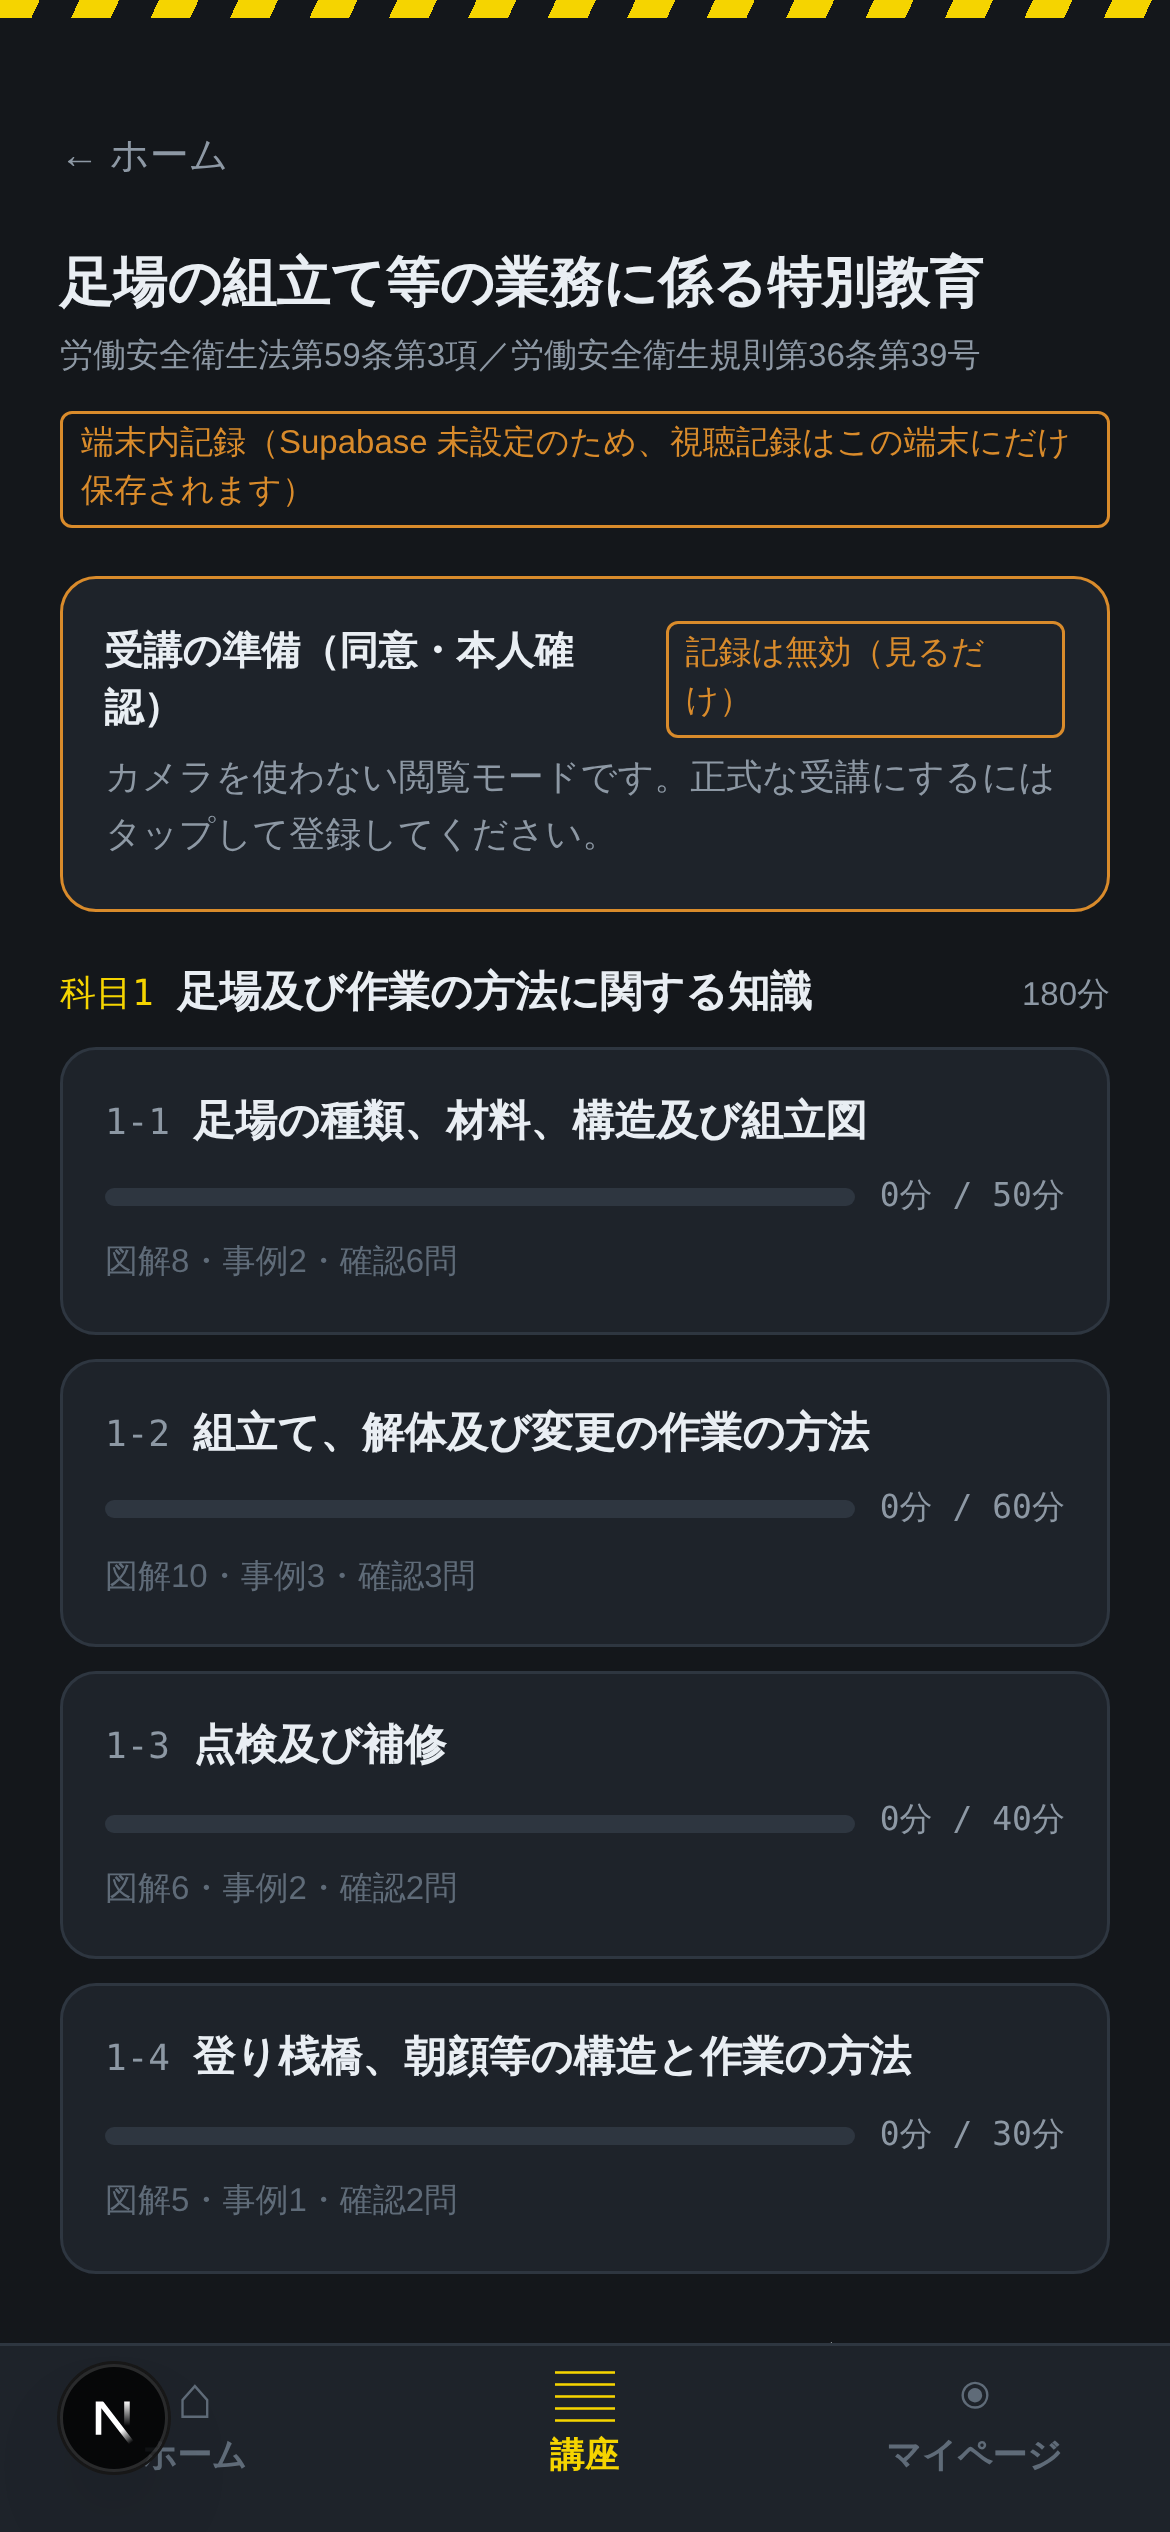 ← ホーム
足場の組立て等の業務に係る特別教育
労働安全衛生法第59条第3項／労働安全衛生規則第36条第39号
端末内記録（Supabase 未設定のため、視聴記録はこの端末にだけ
保存されます）
受講の準備（同意・本人確
認）
記録は無効（見るだ
け）
カメラを使わない閲覧モードです。正式な受講にするには
タップして登録してください。
科目1 足場及び作業の方法に関する知識 180分
1-1 足場の種類、材料、構造及び組立図
0分 / 50分
図解8・事例2・確認6問
1-2 組立て、解体及び変更の作業の方法
0分 / 60分
図解10・事例3・確認3問
1-3 点検及び補修
0分 / 40分
図解6・事例2・確認2問
1-4 登り桟橋、朝顔等の構造と作業の方法
0分 / 30分
図解5・事例1・確認2問
N
ホーム 講座 マイページ